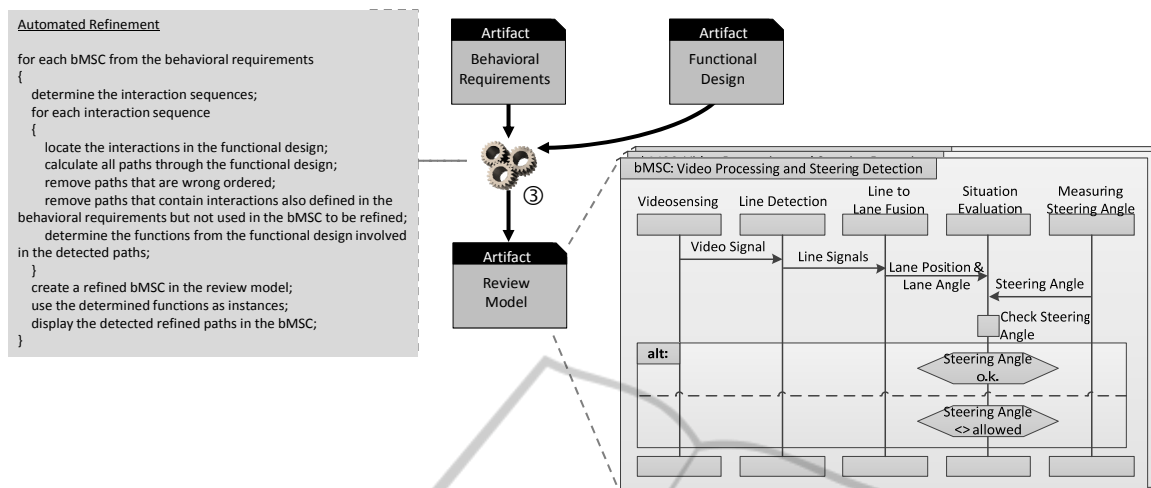 Automated Refinement
for each bMSC from the behavioral requirements
{
determine the interaction sequences;
for each interaction sequence
{
locate the interactions in the functional design;
calculate all paths through the functional design;
remove paths that are wrong ordered;
remove paths that contain interactions also defined in the
behavioral requirements but not used in the bMSC to be refined;
determine the functions from the functional design involved
in the detected paths;
}
create a refined bMSC in the review model;
use the determined functions as instances;
display the detected refined paths in the bMSC;
}
Artifact
Behavioral
Requirements
Artifact
Functional
Design
③
Artifact
Review
Model
bMSC: Video Processing and Steering Detection
Videosensing
Line Detection
Line to
Lane Fusion
Situation
Evaluation
Measuring
Steering Angle
Video Signal
Line Signals
Lane Position &
Lane Angle
Steering Angle
Check Steering
Angle
alt:
Steering Angle
o.k.
Steering Angle
<> allowed